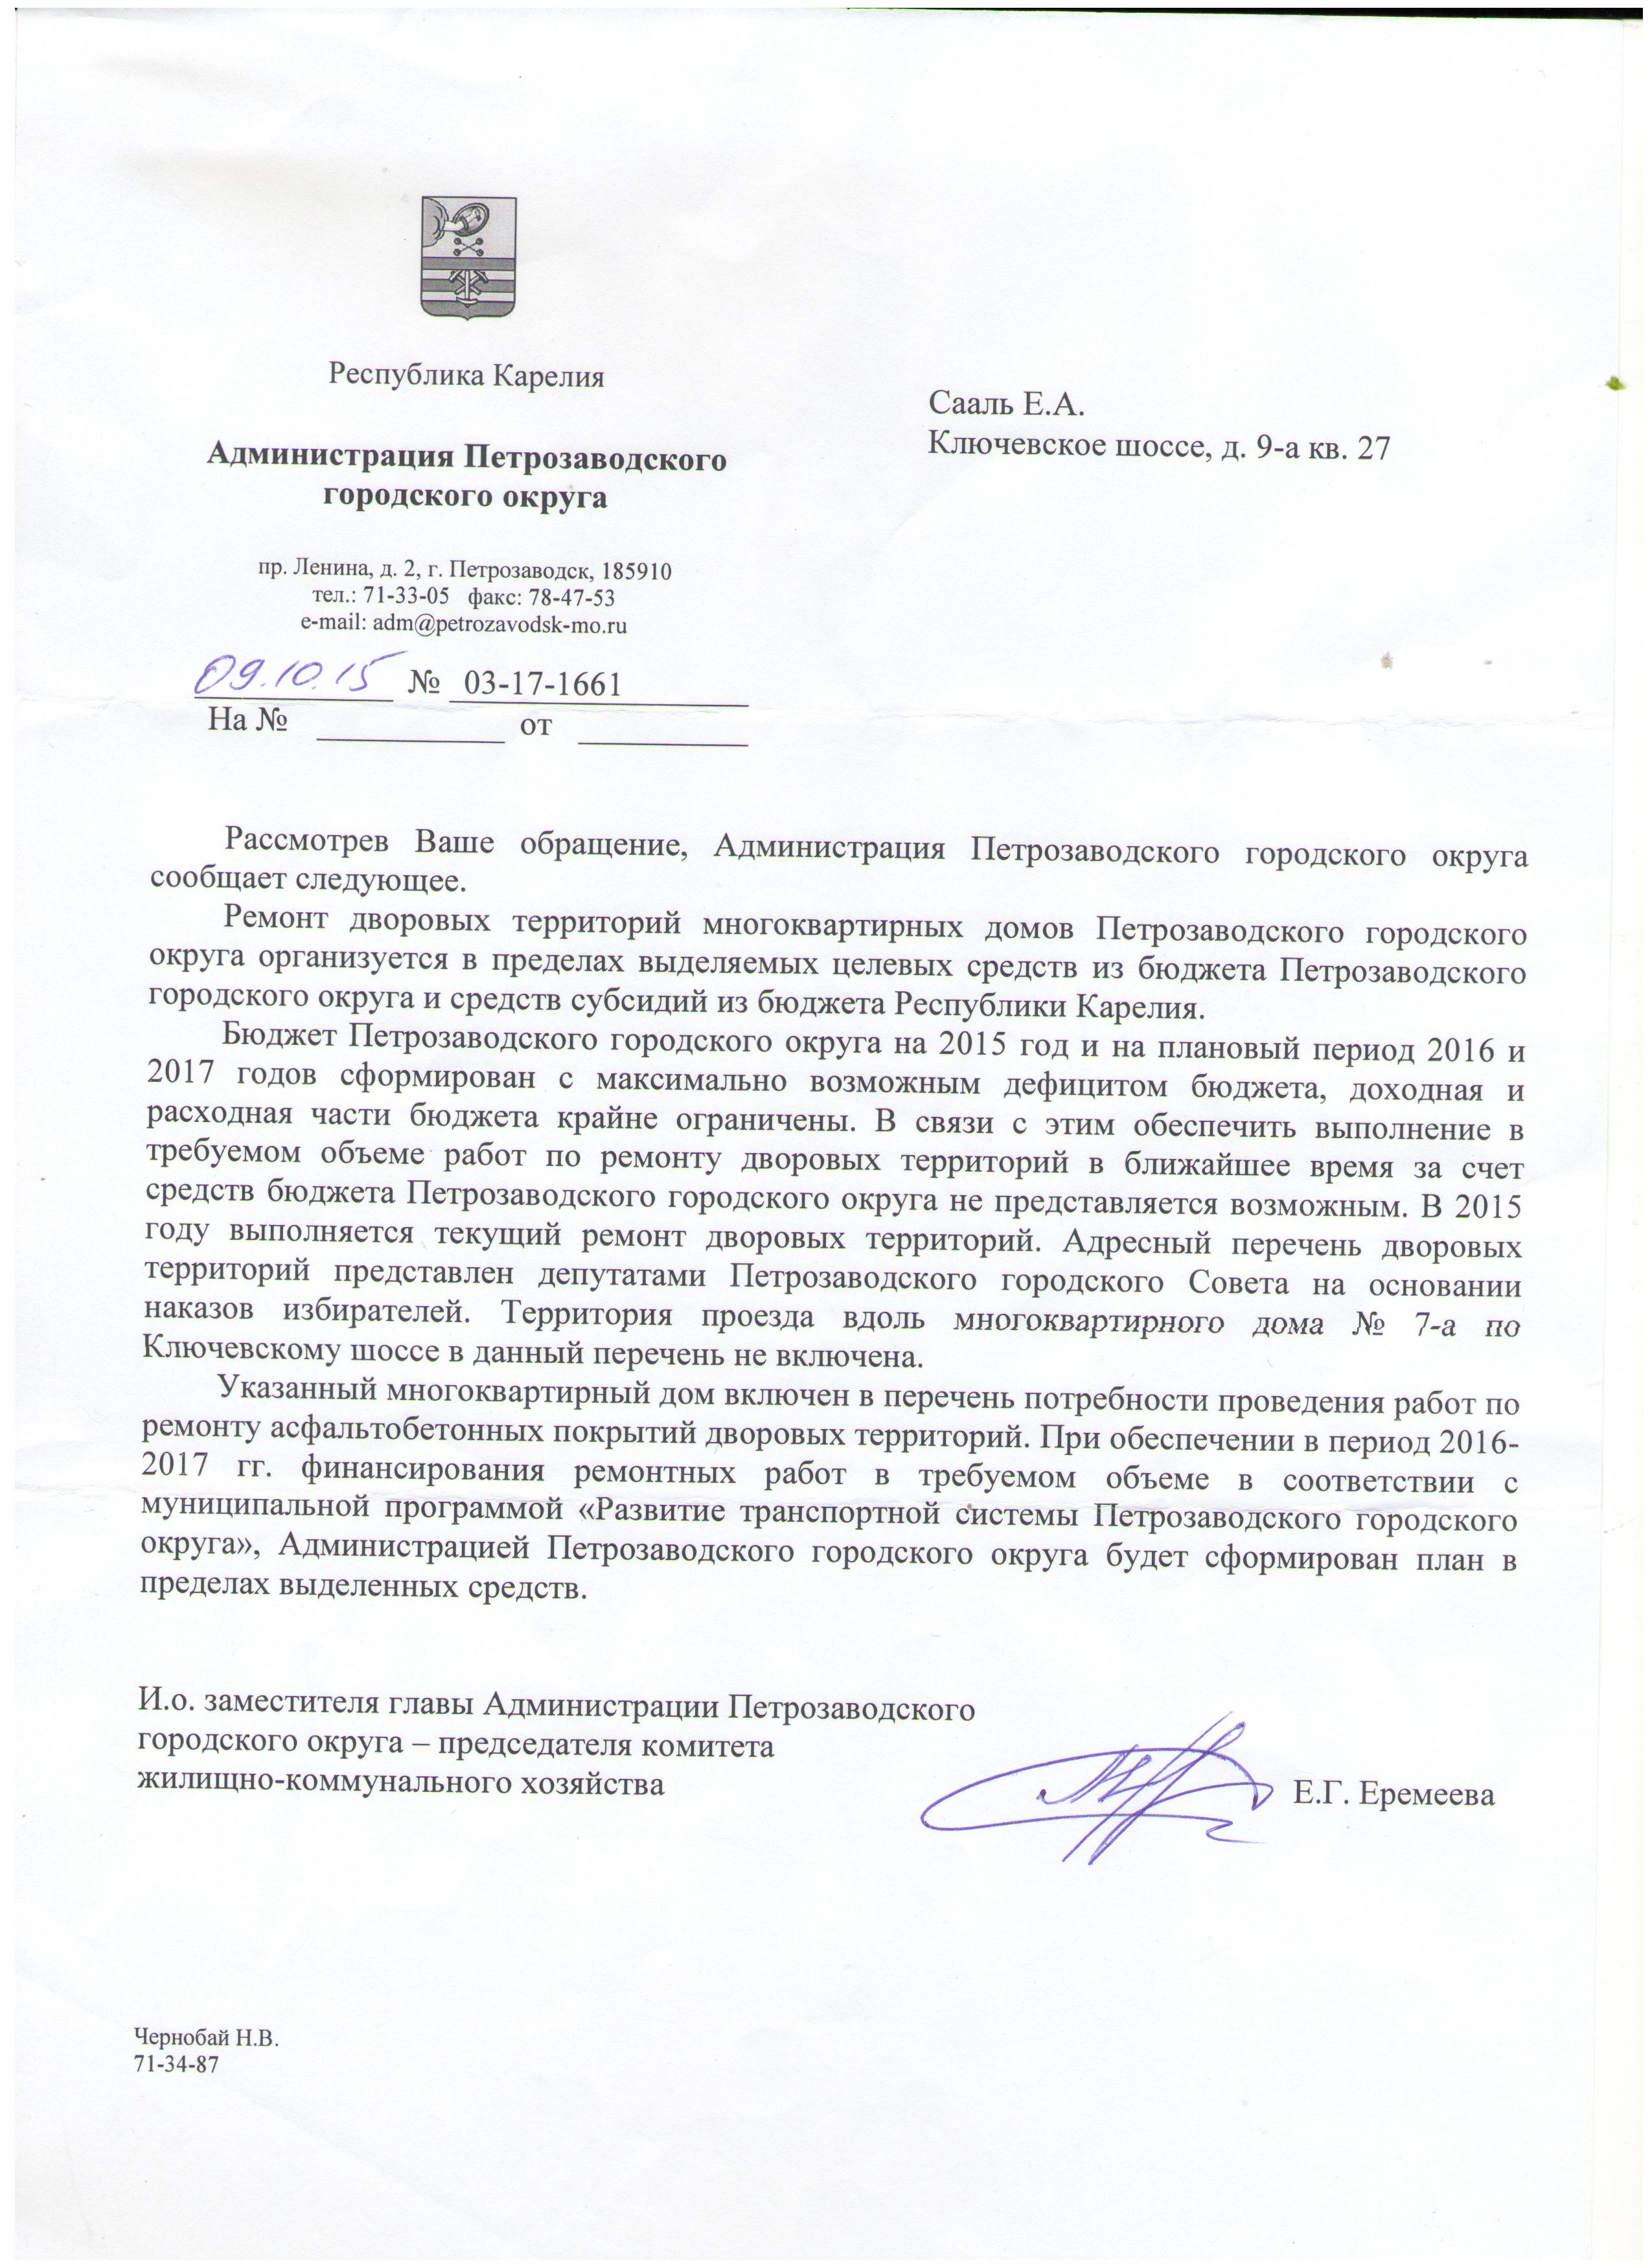 Республика Карелия
Администрация Петрозаводского
городского округа
пр. Ленина, д. 2, г. Петрозаводск, 185910
тел.: 71-33-05 факс: 78-47-53
e-mail: adm@petrozavodsk-mo.ru
09.10.15 № 03-17-1661
На № от
Сааль Е.А.
Ключевское шоссе, д. 9-а кв. 27
Рассмотрев Ваше обращение, Администрация Петрозаводского городского округа
сообщает следующее.
Ремонт дворовых территорий многоквартирных домов Петрозаводского городского
округа организуется в пределах выделяемых целевых средств из бюджета Петрозаводского
городского округа и средств субсидий из бюджета Республики Карелия.
Бюджет Петрозаводского городского округа на 2015 год и на плановый период 2016 и
2017 годов сформирован с максимально возможным дефицитом бюджета, доходная и
расходная части бюджета крайне ограничены. В связи с этим обеспечить выполнение в
требуемом объеме работ по ремонту дворовых территорий в ближайшее время за счет
средств бюджета Петрозаводского городского округа не представляется возможным. В 2015
году выполняется текущий ремонт дворовых территорий. Адресный перечень дворовых
территорий представлен депутатами Петрозаводского городского Совета на основании
наказов избирателей. Территория проезда вдоль многоквартирного дома № 7-а по
Ключевскому шоссе в данный перечень не включена.
Указанный многоквартирный дом включен в перечень потребности проведения работ по
ремонту асфальтобетонных покрытий дворовых территорий. При обеспечении в период 2016-
2017 гг. финансирования ремонтных работ в требуемом объеме в соответствии с
муниципальной программой «Развитие транспортной системы Петрозаводского городского
округа», Администрацией Петрозаводского городского округа будет сформирован план в
пределах выделенных средств.
И.о. заместителя главы Администрации Петрозаводского
городского округа – председателя комитета
жилищно-коммунального хозяйства
Е.Г. Еремеева
Чернобай Н.В.
71-34-87